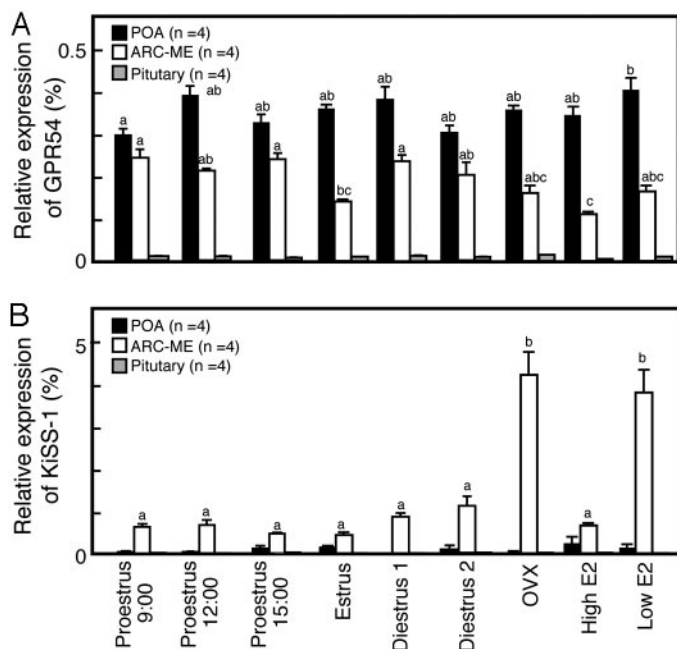 A
Relative expression
of GPR54 (%)
0.5
0
POA (n =4)
ARC-ME (n =4)
Pitutary (n =4)
a a ab ab ab a ab bc ab a ab ab ab abc ab c b abc
B
Relative expression
of KiSS-1 (%)
5
0
POA (n =4)
ARC-ME (n =4)
Pitutary (n =4)
a a a a a a b a b
Proestrus
9:00
Proestrus
12:00
Proestrus
15:00
Estrus
Diestrus 1
Diestrus 2
OVX
High E2
Low E2